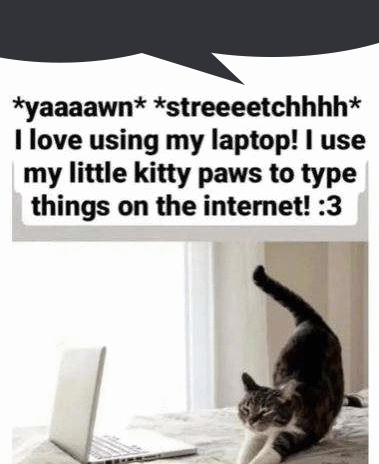 *yaaaawn* *streeeetchhhh*
I love using my laptop! I use
my little kitty paws to type
things on the internet! :3